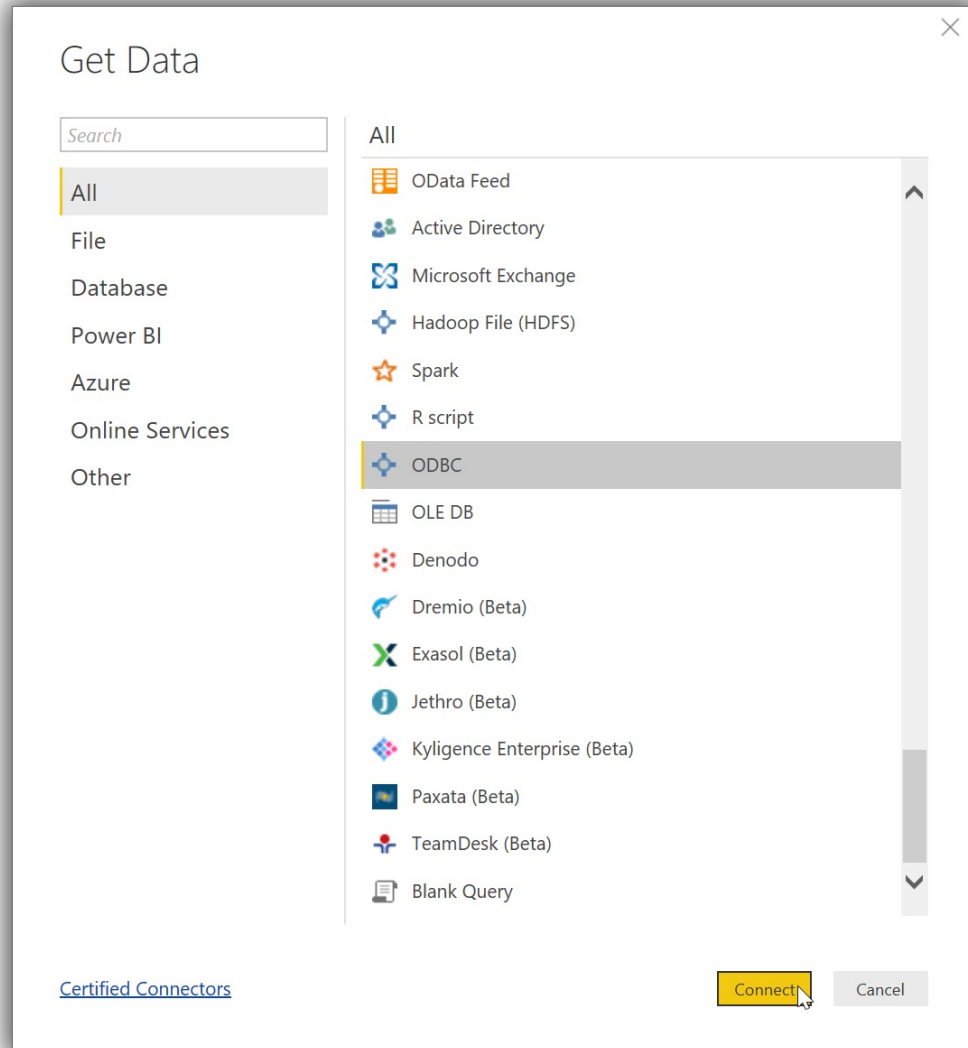 Get Data
Search
All
File
Database
Power BI
Azure
Online Services
Other
All
OData Feed
Active Directory
Microsoft Exchange
Hadoop File (HDFS)
Spark
R script
ODBC
OLE DB
Denodo
Dremio (Beta)
Exasol (Beta)
Jethro (Beta)
Kyligence Enterprise (Beta)
Paxata (Beta)
TeamDesk (Beta)
Blank Query
Certified Connectors
Connect
Cancel